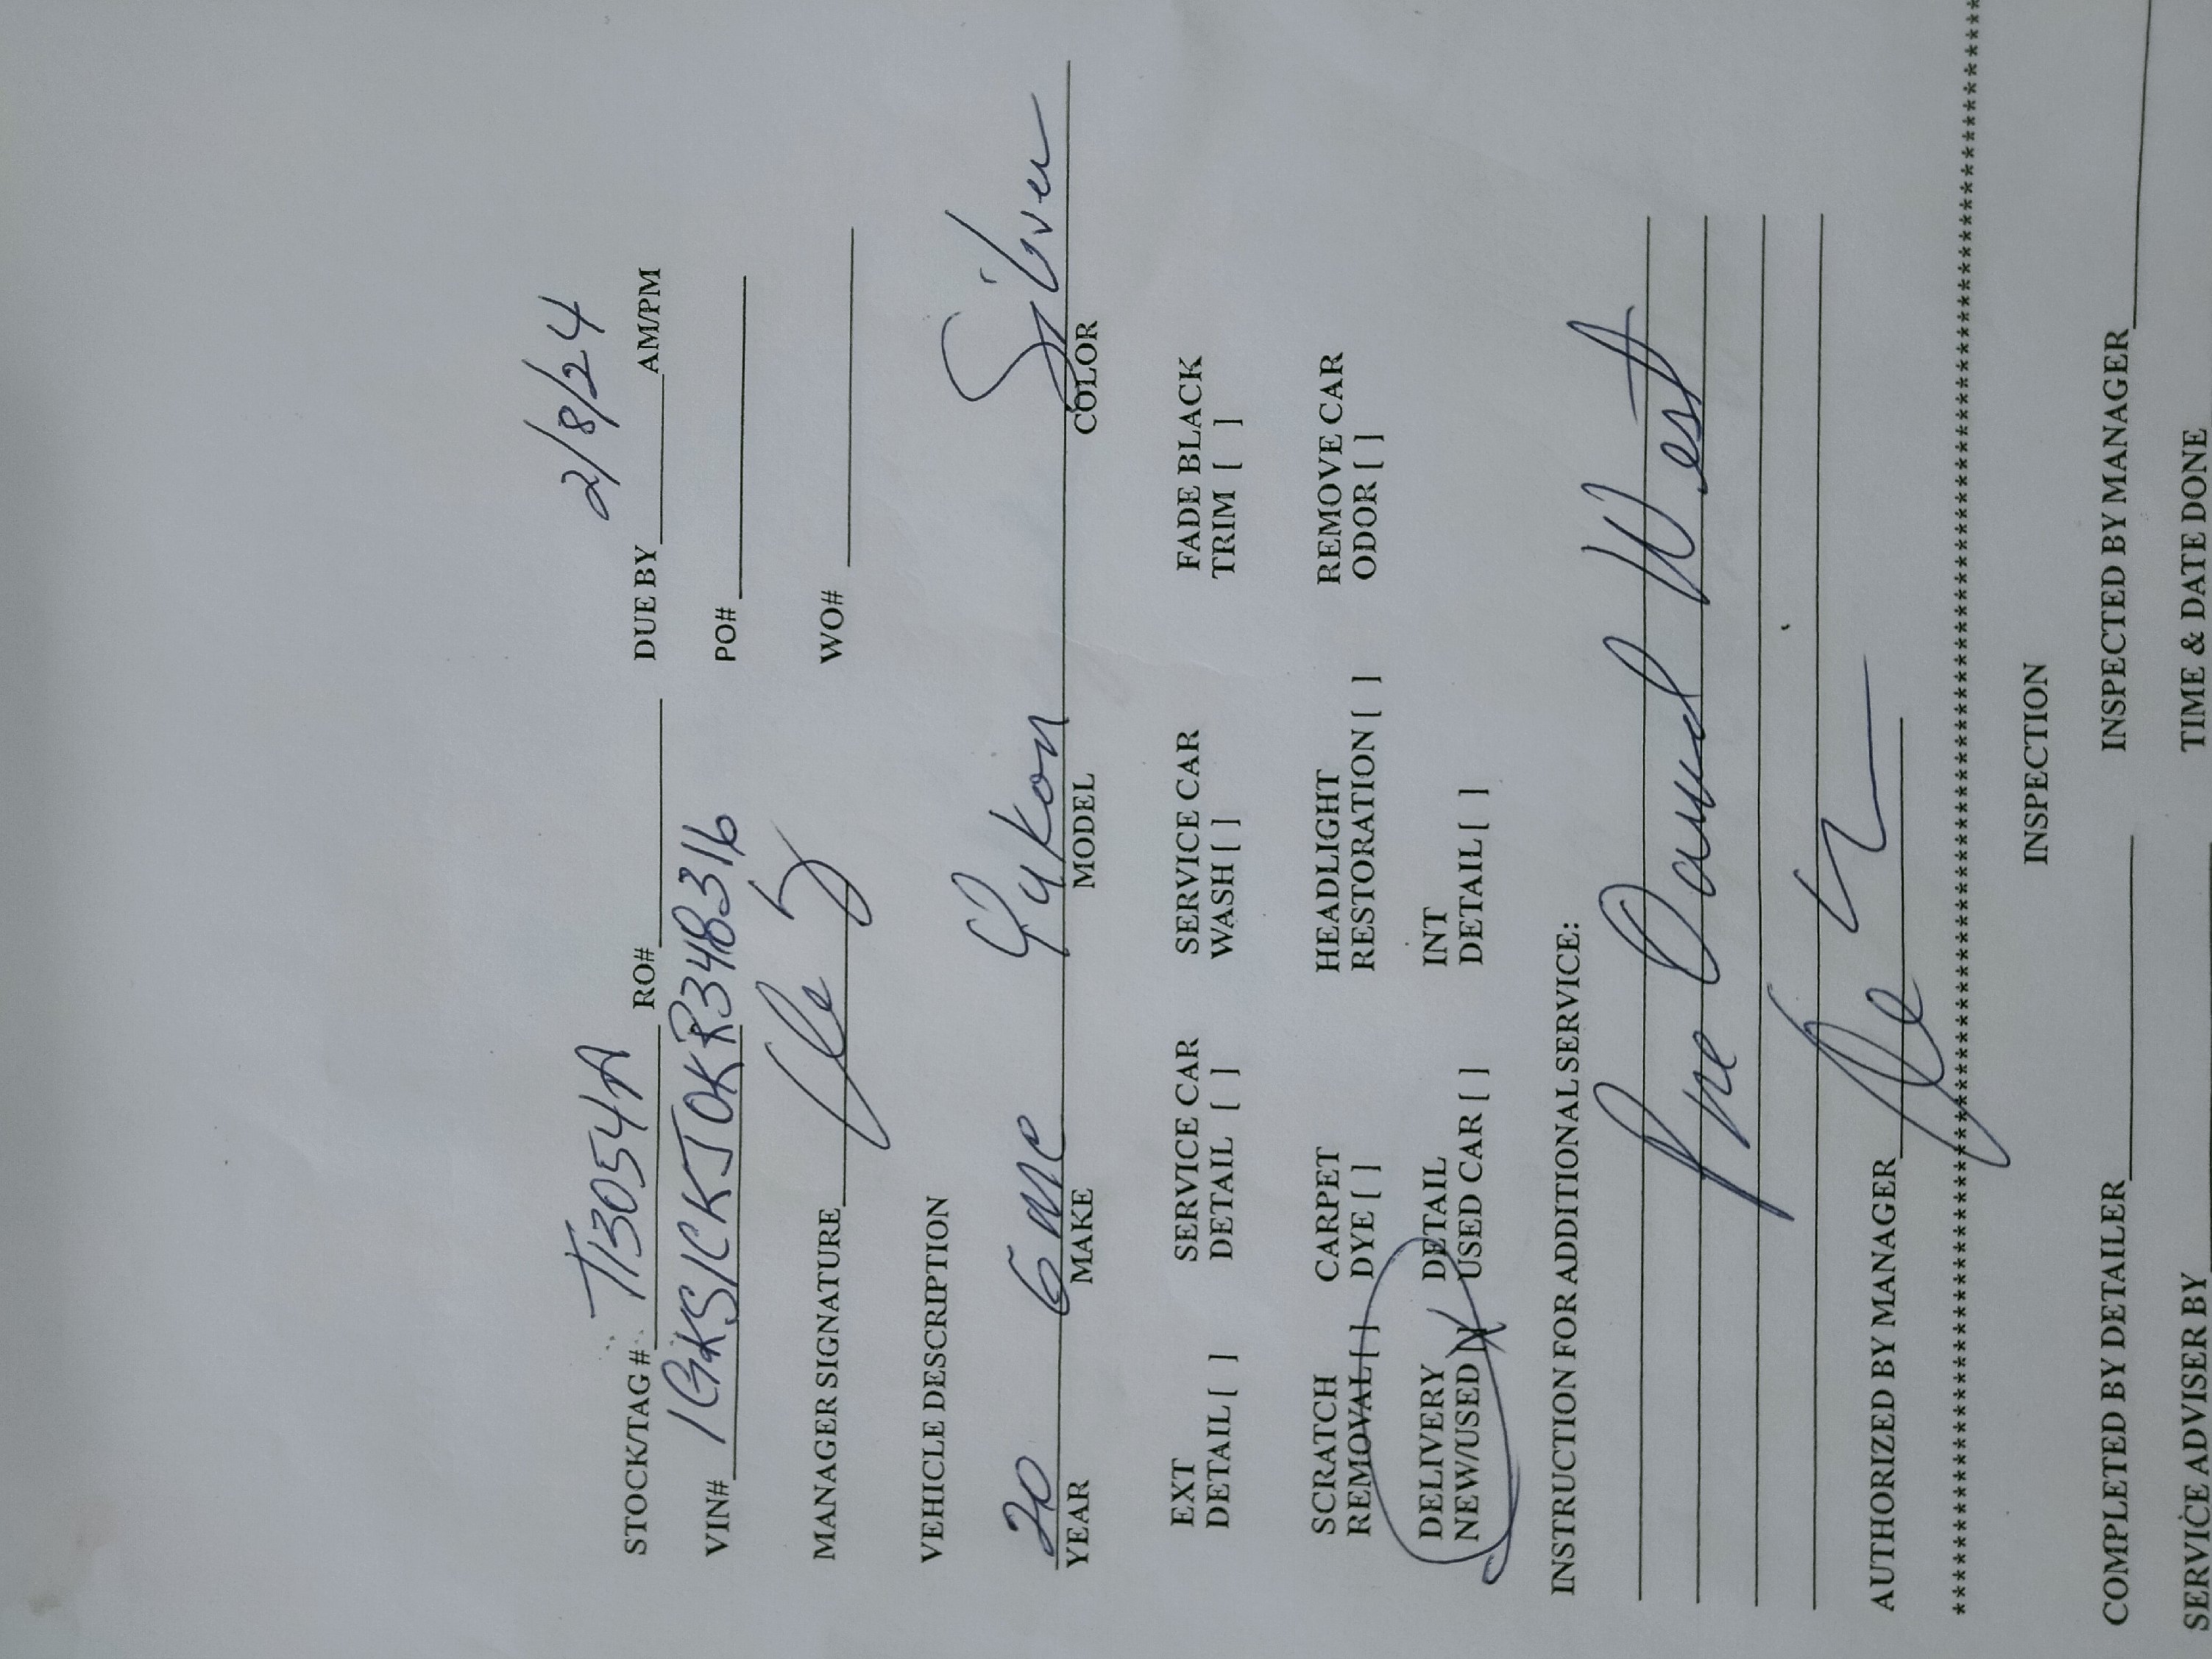 STOCK/TAG # T13054A RO# DUE BY 2/8/24 AM/PM
VIN# 1GKS1CKJ0KR348316 PO#
MANAGER SIGNATURE WO#
VEHICLE DESCRIPTION
20 GMC Yukon Silver
YEAR MAKE MODEL COLOR
EXT SERVICE CAR SERVICE CAR FADE BLACK
DETAIL [ ] DETAIL [ ] WASH [ ] TRIM [ ]
SCRATCH CARPET HEADLIGHT REMOVE CAR
REMOVAL [ ] DYE [ ] RESTORATION [ ] ODOR [ ]
DELIVERY DETAIL INT
NEW/USED [X] USED CAR [ ] DETAIL [ ]
INSTRUCTION FOR ADDITIONAL SERVICE:
West
AUTHORIZED BY MANAGER
INSPECTION
COMPLETED BY DETAILER INSPECTED BY MANAGER
SERVICE ADVISER BY TIME & DATE DONE